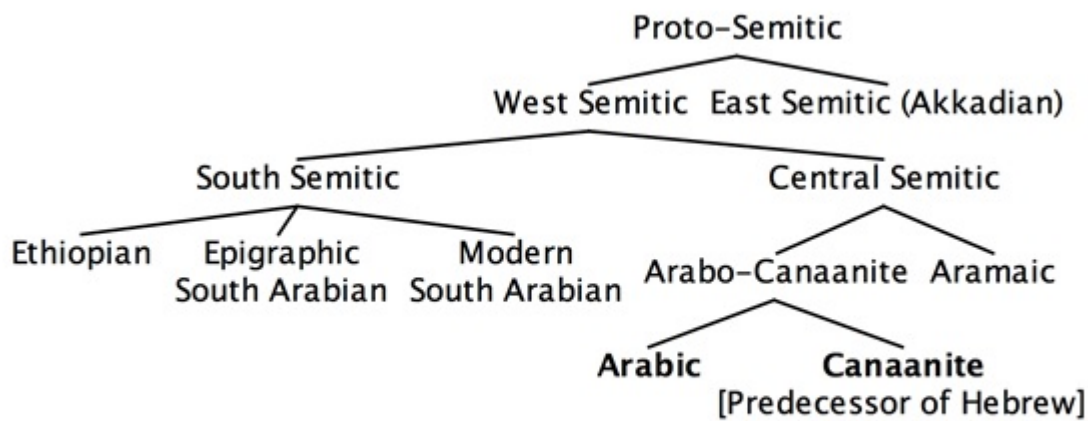 Proto-Semitic
West Semitic East Semitic (Akkadian)
South Semitic Central Semitic
Ethiopian Epigraphic Modern
South Arabian South Arabian
Arabo-Canaanite Aramaic
Arabic Canaanite
[Predecessor of Hebrew]